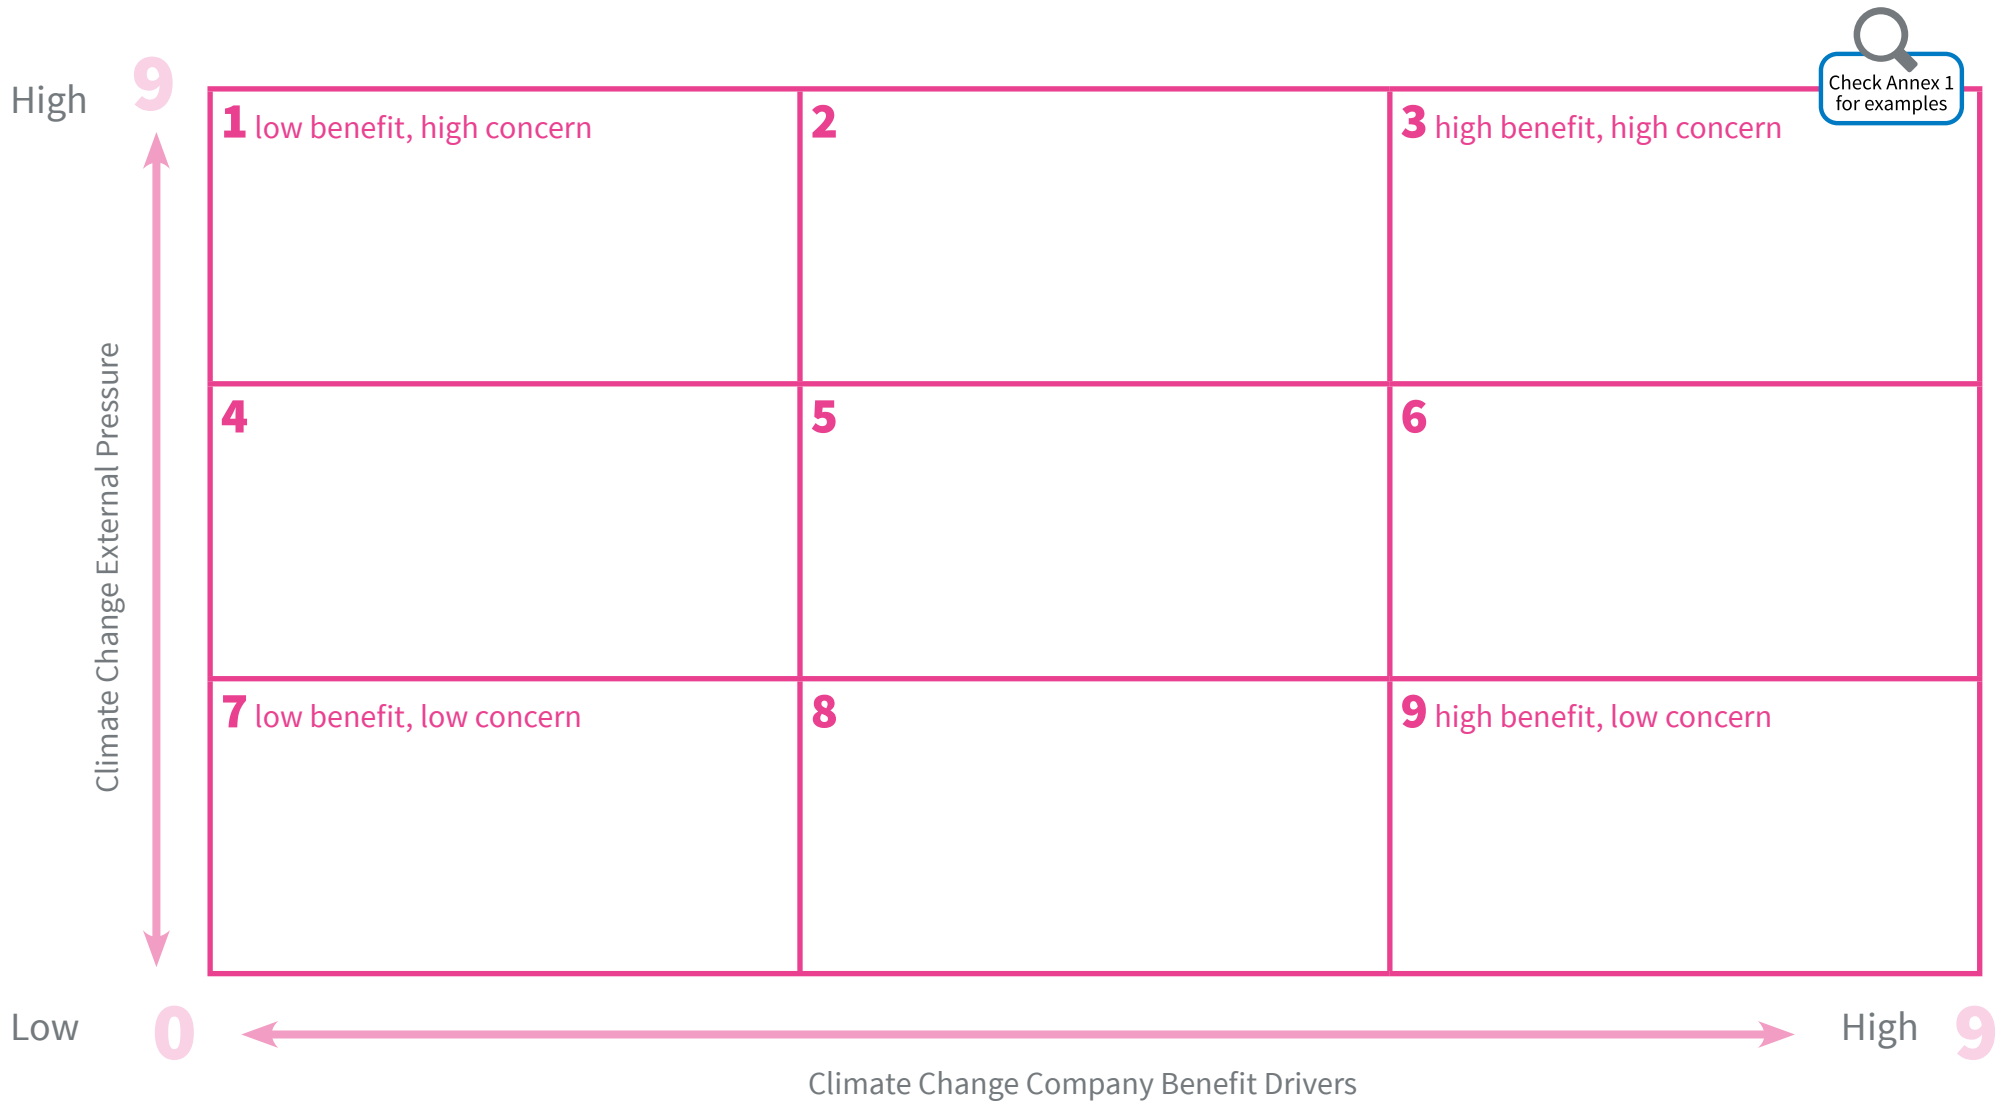 High 9
Check Annex 1
for examples
1 low benefit, high concern
2
3 high benefit, high concern
Climate Change External Pressure
4
5
6
7 low benefit, low concern
8
9 high benefit, low concern
Low 0
High 9
Climate Change Company Benefit Drivers